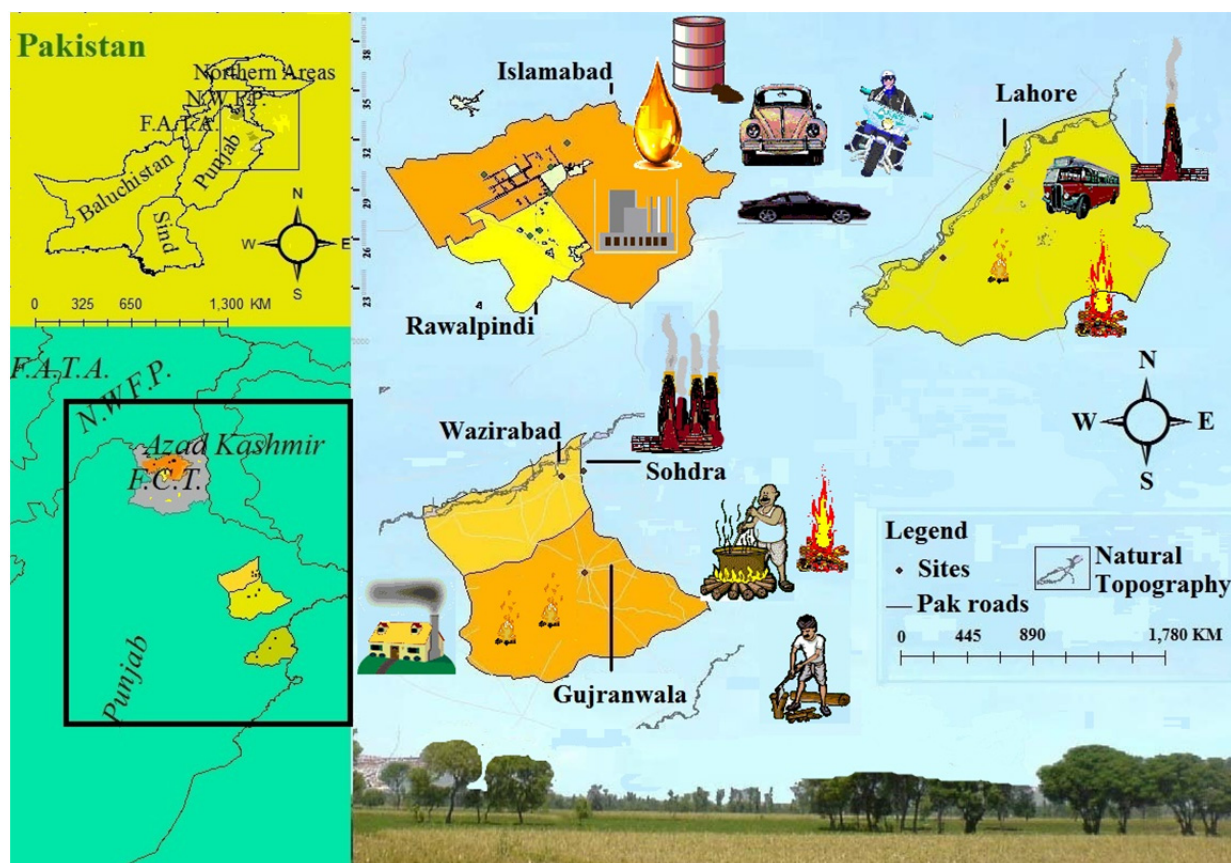 Pakistan
Northern Areas
N.W.F.P.
F.A.T.A.
Punjab
Baluchistan
Sind
N
W
E
S
0 325 650 1,300 KM
F.A.T.A.
N.W.F.P.
Azad Kashmir
F.C.T.
Punjab
38
35
32
29
26
23
Islamabad
Rawalpindi
Lahore
Wazirabad
Sohdra
Gujranwala
N
W
E
S
Legend
Sites
Pak roads
Natural
Topography
0 445 890 1,780 KM